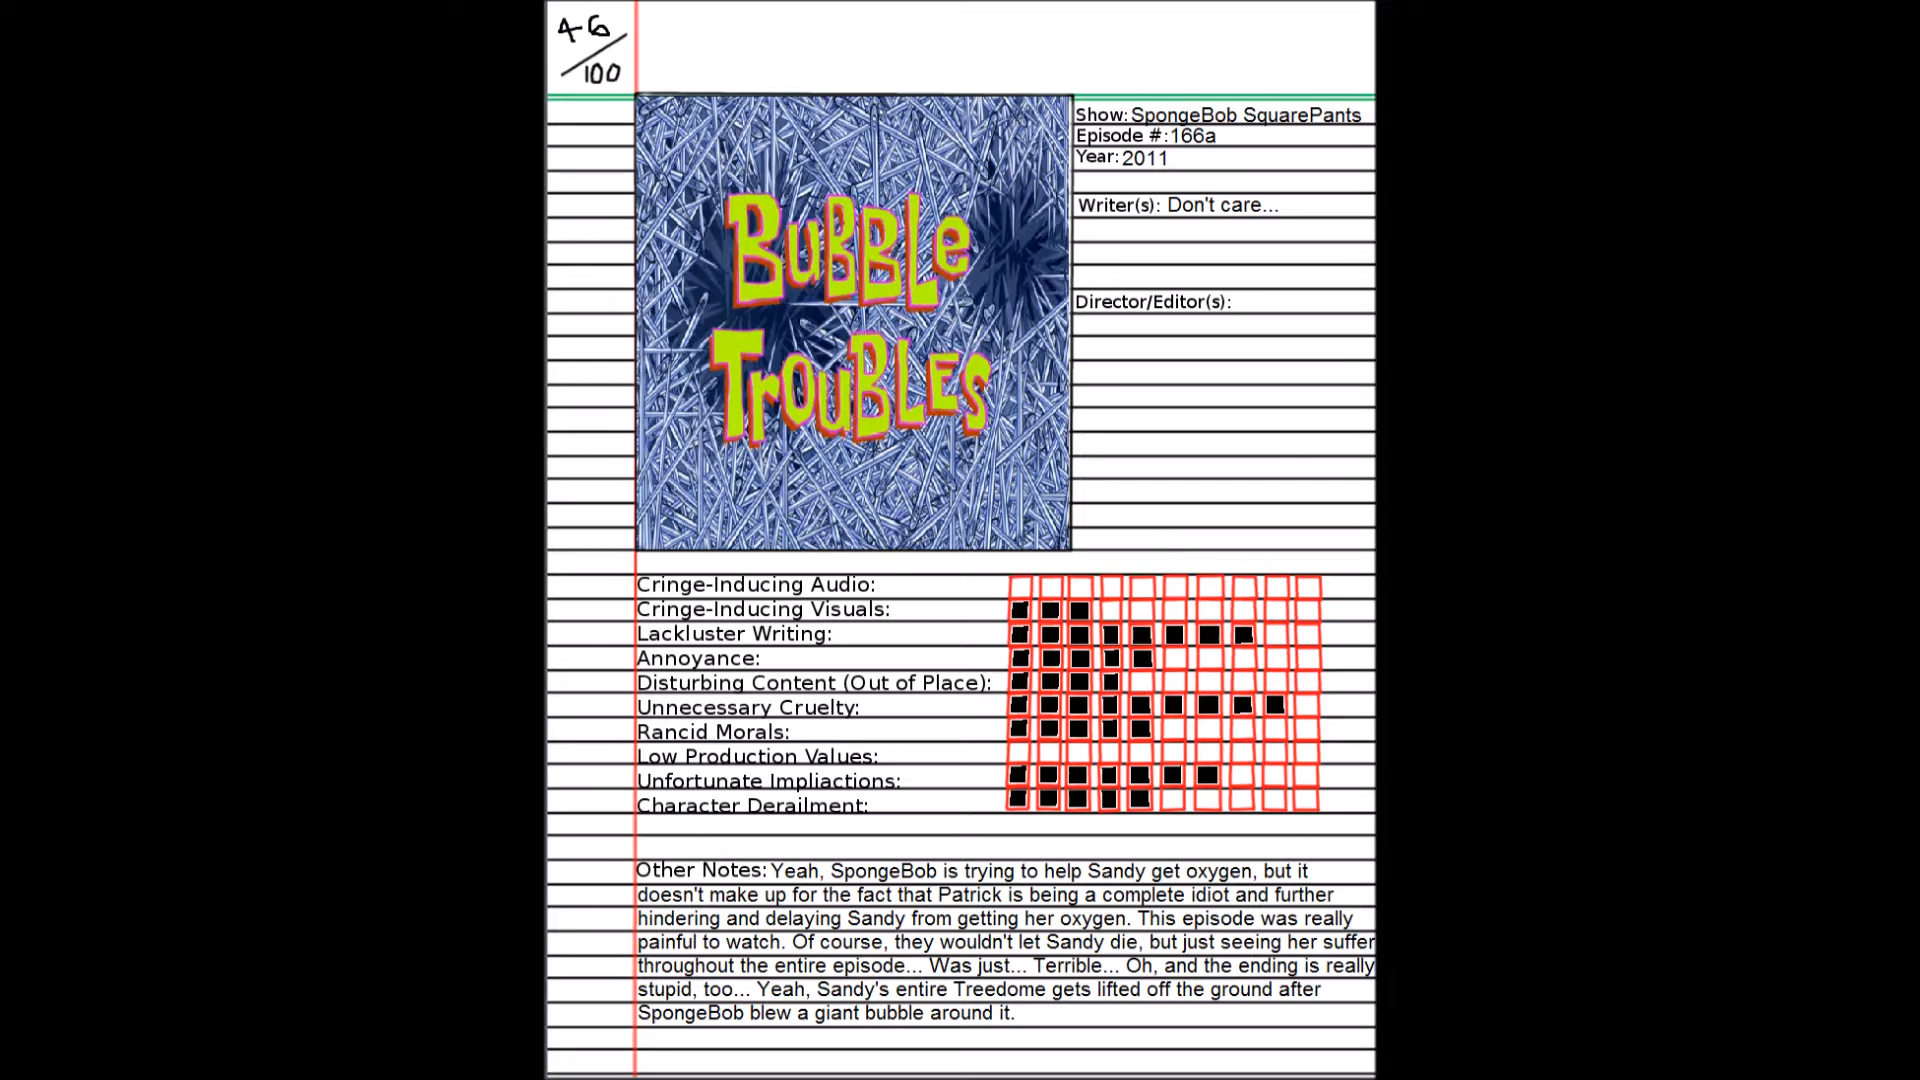 46
/100
Show: SpongeBob SquarePants
Episode #:166a
Year: 2011
Writer(s): Don't care...
Director/Editor(s):
BuBBLe
TrouBLES
Cringe-Inducing Audio:
Cringe-Inducing Visuals:
Lackluster Writing:
Annoyance:
Disturbing Content (Out of Place):
Unnecessary Cruelty:
Rancid Morals:
Low Production Values:
Unfortunate Impliactions:
Character Derailment:
Other Notes: Yeah, SpongeBob is trying to help Sandy get oxygen, but it
doesn't make up for the fact that Patrick is being a complete idiot and further
hindering and delaying Sandy from getting her oxygen. This episode was really
painful to watch. Of course, they wouldn't let Sandy die, but just seeing her suffer
throughout the entire episode... Was just... Terrible... Oh, and the ending is really
stupid, too... Yeah, Sandy's entire Treedome gets lifted off the ground after
SpongeBob blew a giant bubble around it.